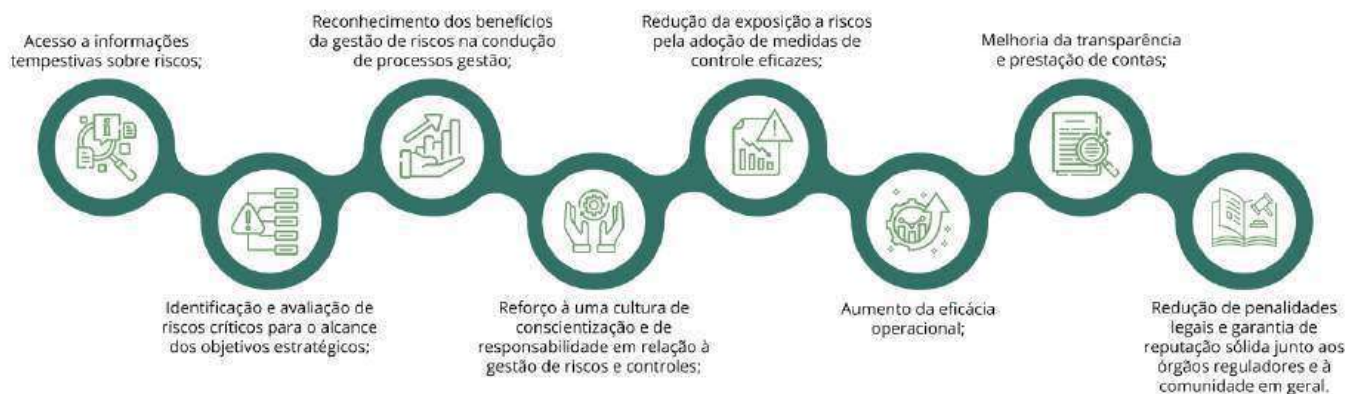 Acesso a informações
tempestivas sobre riscos;
Identificação e avaliação de
riscos críticos para o alcance
dos objetivos estratégicos;
Reconhecimento dos benefícios
da gestão de riscos na condução
de processos gestão;
Reforço à uma cultura de
conscientização e de
responsabilidade em relação à
gestão de riscos e controles;
Redução da exposição a riscos
pela adoção de medidas de
controle eficazes;
Aumento da eficácia
operacional;
Melhoria da transparência
e prestação de contas;
Redução de penalidades
legais e garantia de
reputação sólida junto aos
órgãos reguladores e à
comunidade em geral.